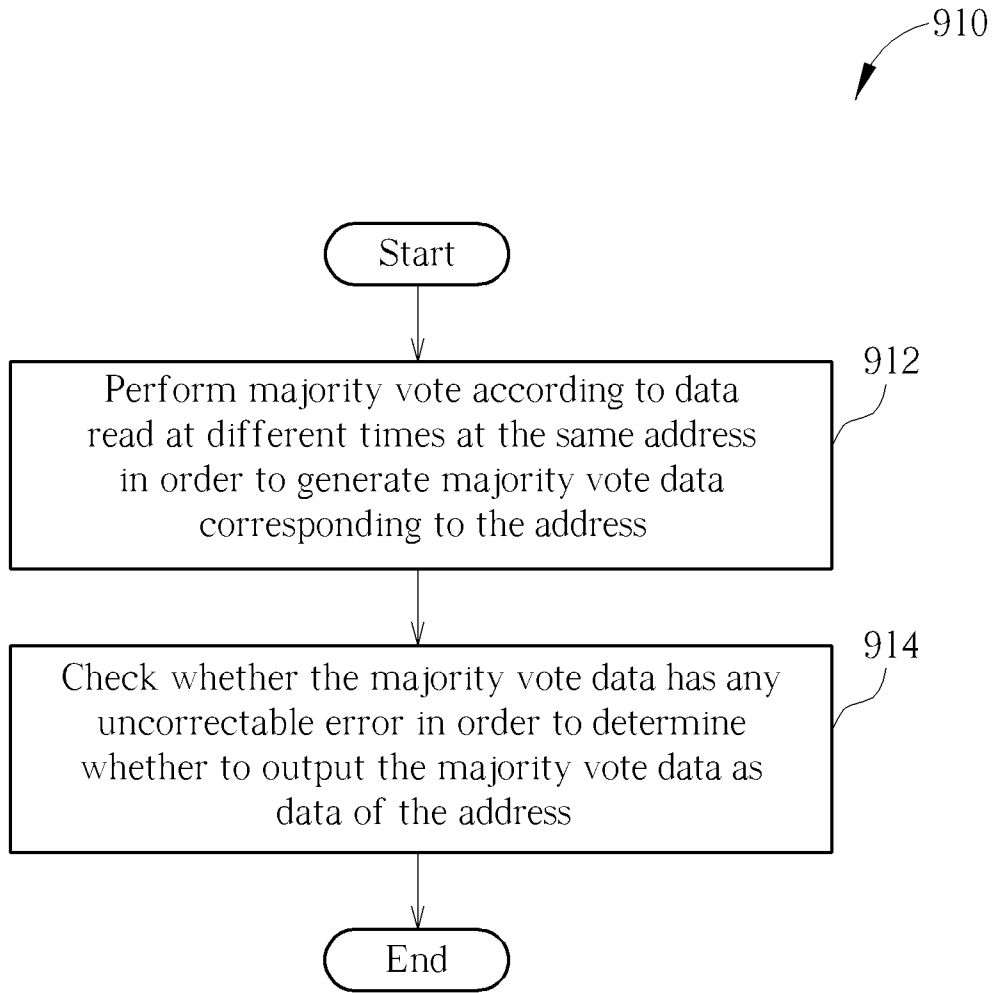 910
Start
912
Perform majority vote according to data
read at different times at the same address
in order to generate majority vote data
corresponding to the address
914
Check whether the majority vote data has any
uncorrectable error in order to determine
whether to output the majority vote data as
data of the address
End